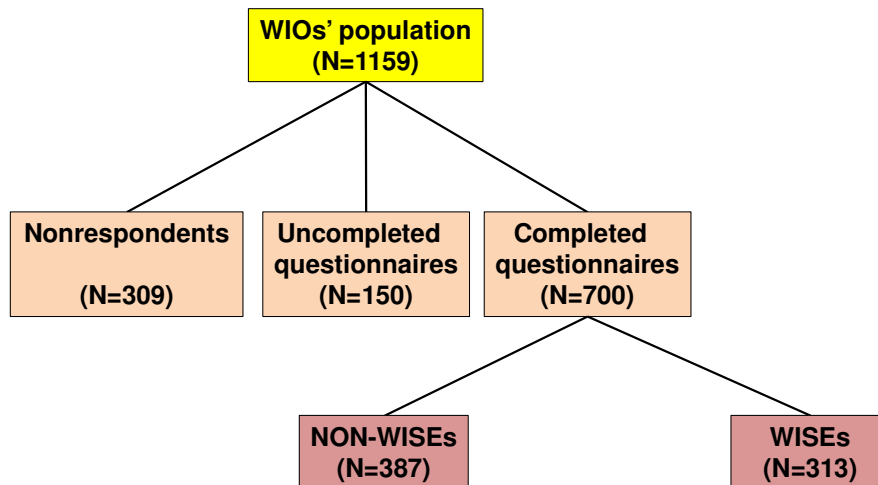 WIOs’ population
(N=1159)
Nonrespondents
(N=309)
Uncompleted
questionnaires
(N=150)
Completed
questionnaires
(N=700)
NON-WISEs
(N=387)
WISEs
(N=313)